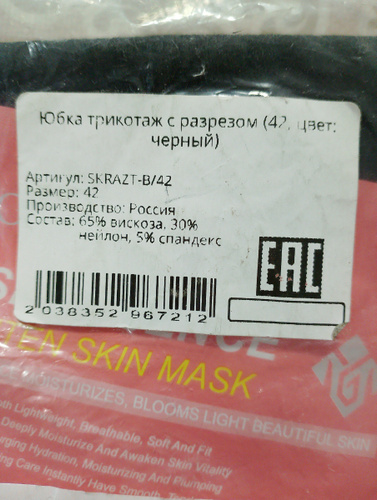 Юбка трикотаж с разрезом (42, цвет:
черный)
Артикул: SKRAZT-B/42
Размер: 42
Производство: Россия
Состав: 65% вискоза, 30%
нейлон, 5% спандекс
EAC
2 038352 967212
SKIN MASK
MOISTURIZES, BLOOMS LIGHT BEAUTIFUL SKIN
Lightweight, Breathable, Soft And Fit
Deeply Moisturize And Awaken Skin Vitality
Hydration, Moisturizing And Plumping
Care Instantly Have Smooth,